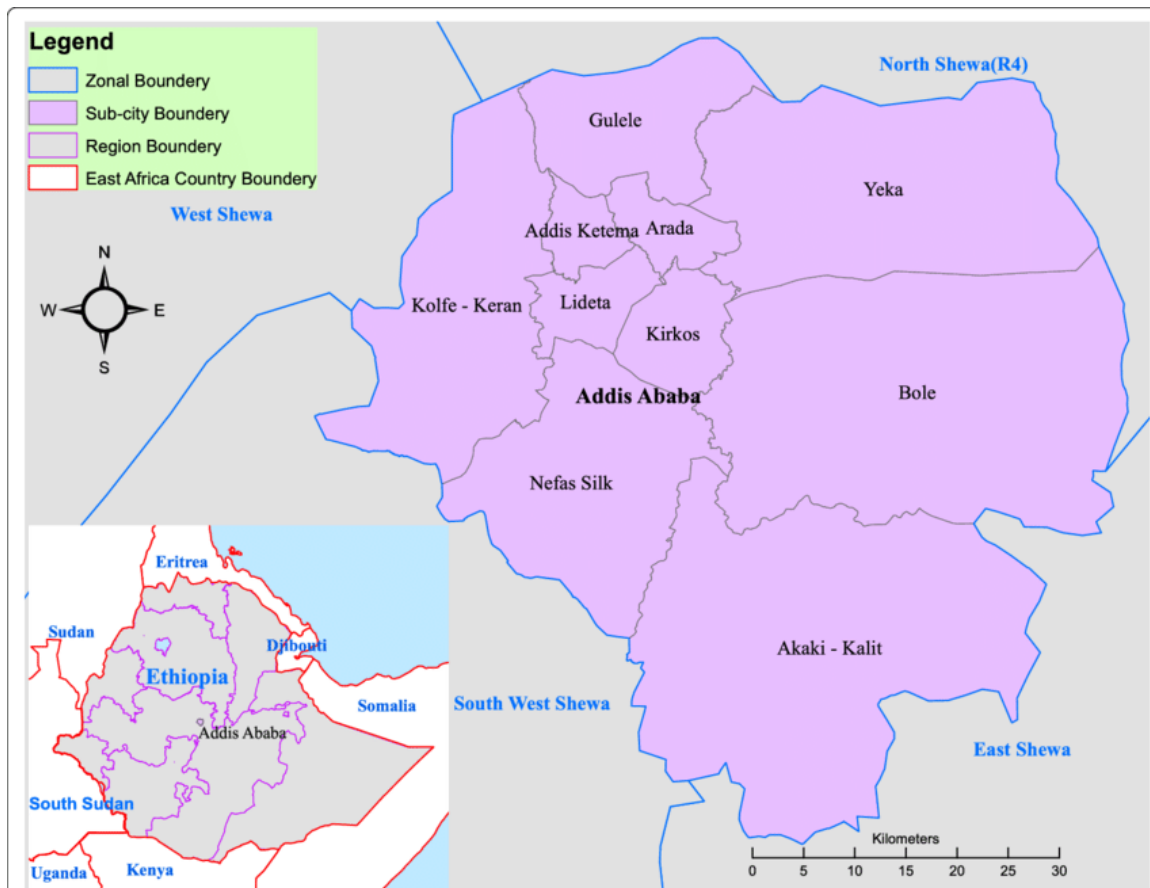 Legend
Zonal Boundery
Sub-city Boundery
Region Boundery
East Africa Country Boundery
North Shewa(R4)
Gulele
Yeka
West Shewa
Addis Ketema
Arada
N
W
E
S
Kolfe - Keran
Lideta
Kirkos
Addis Ababa
Bole
Nefas Silk
Akaki - Kalit
South West Shewa
East Shewa
Eritrea
Sudan
Djibouti
Ethiopia
Somalia
Addis Ababa
South Sudan
Uganda
Kenya
Kilometers
0 5 10 15 20 25 30